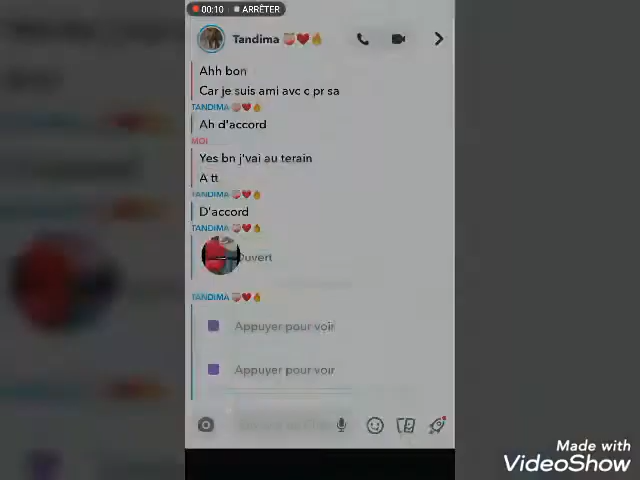 00:10 ARRÊTER
Tandima
Ahh bon
Car je suis ami avc c pr sa
TANDIMA
Ah d'accord
MOI
Yes bn j'vai au terain
A tt
TANDIMA
D'accord
TANDIMA
Ouvert
TANDIMA
Appuyer pour voir
Appuyer pour voir
Made with
VideoShow